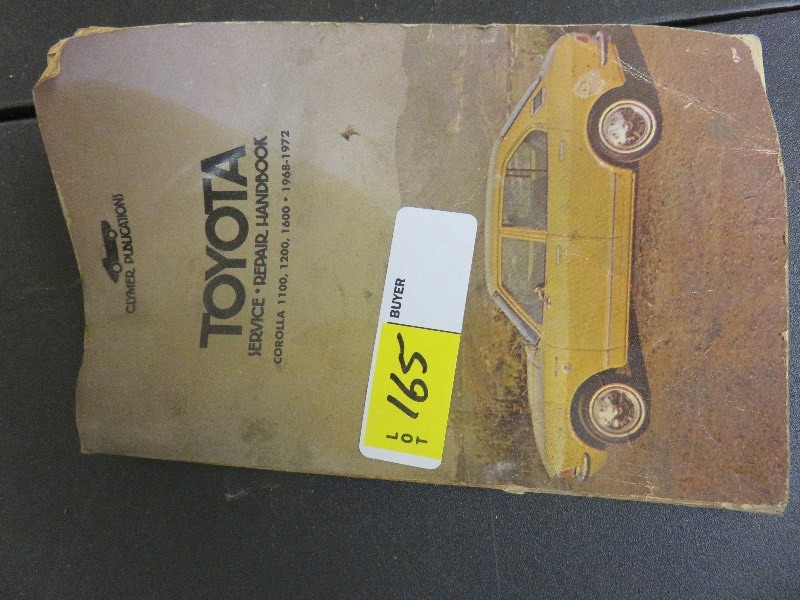 CLYMER PUBLICATIONS
TOYOTA
SERVICE • REPAIR HANDBOOK
COROLLA 1100, 1200, 1600 • 1968-1972
LOT 165
BUYER